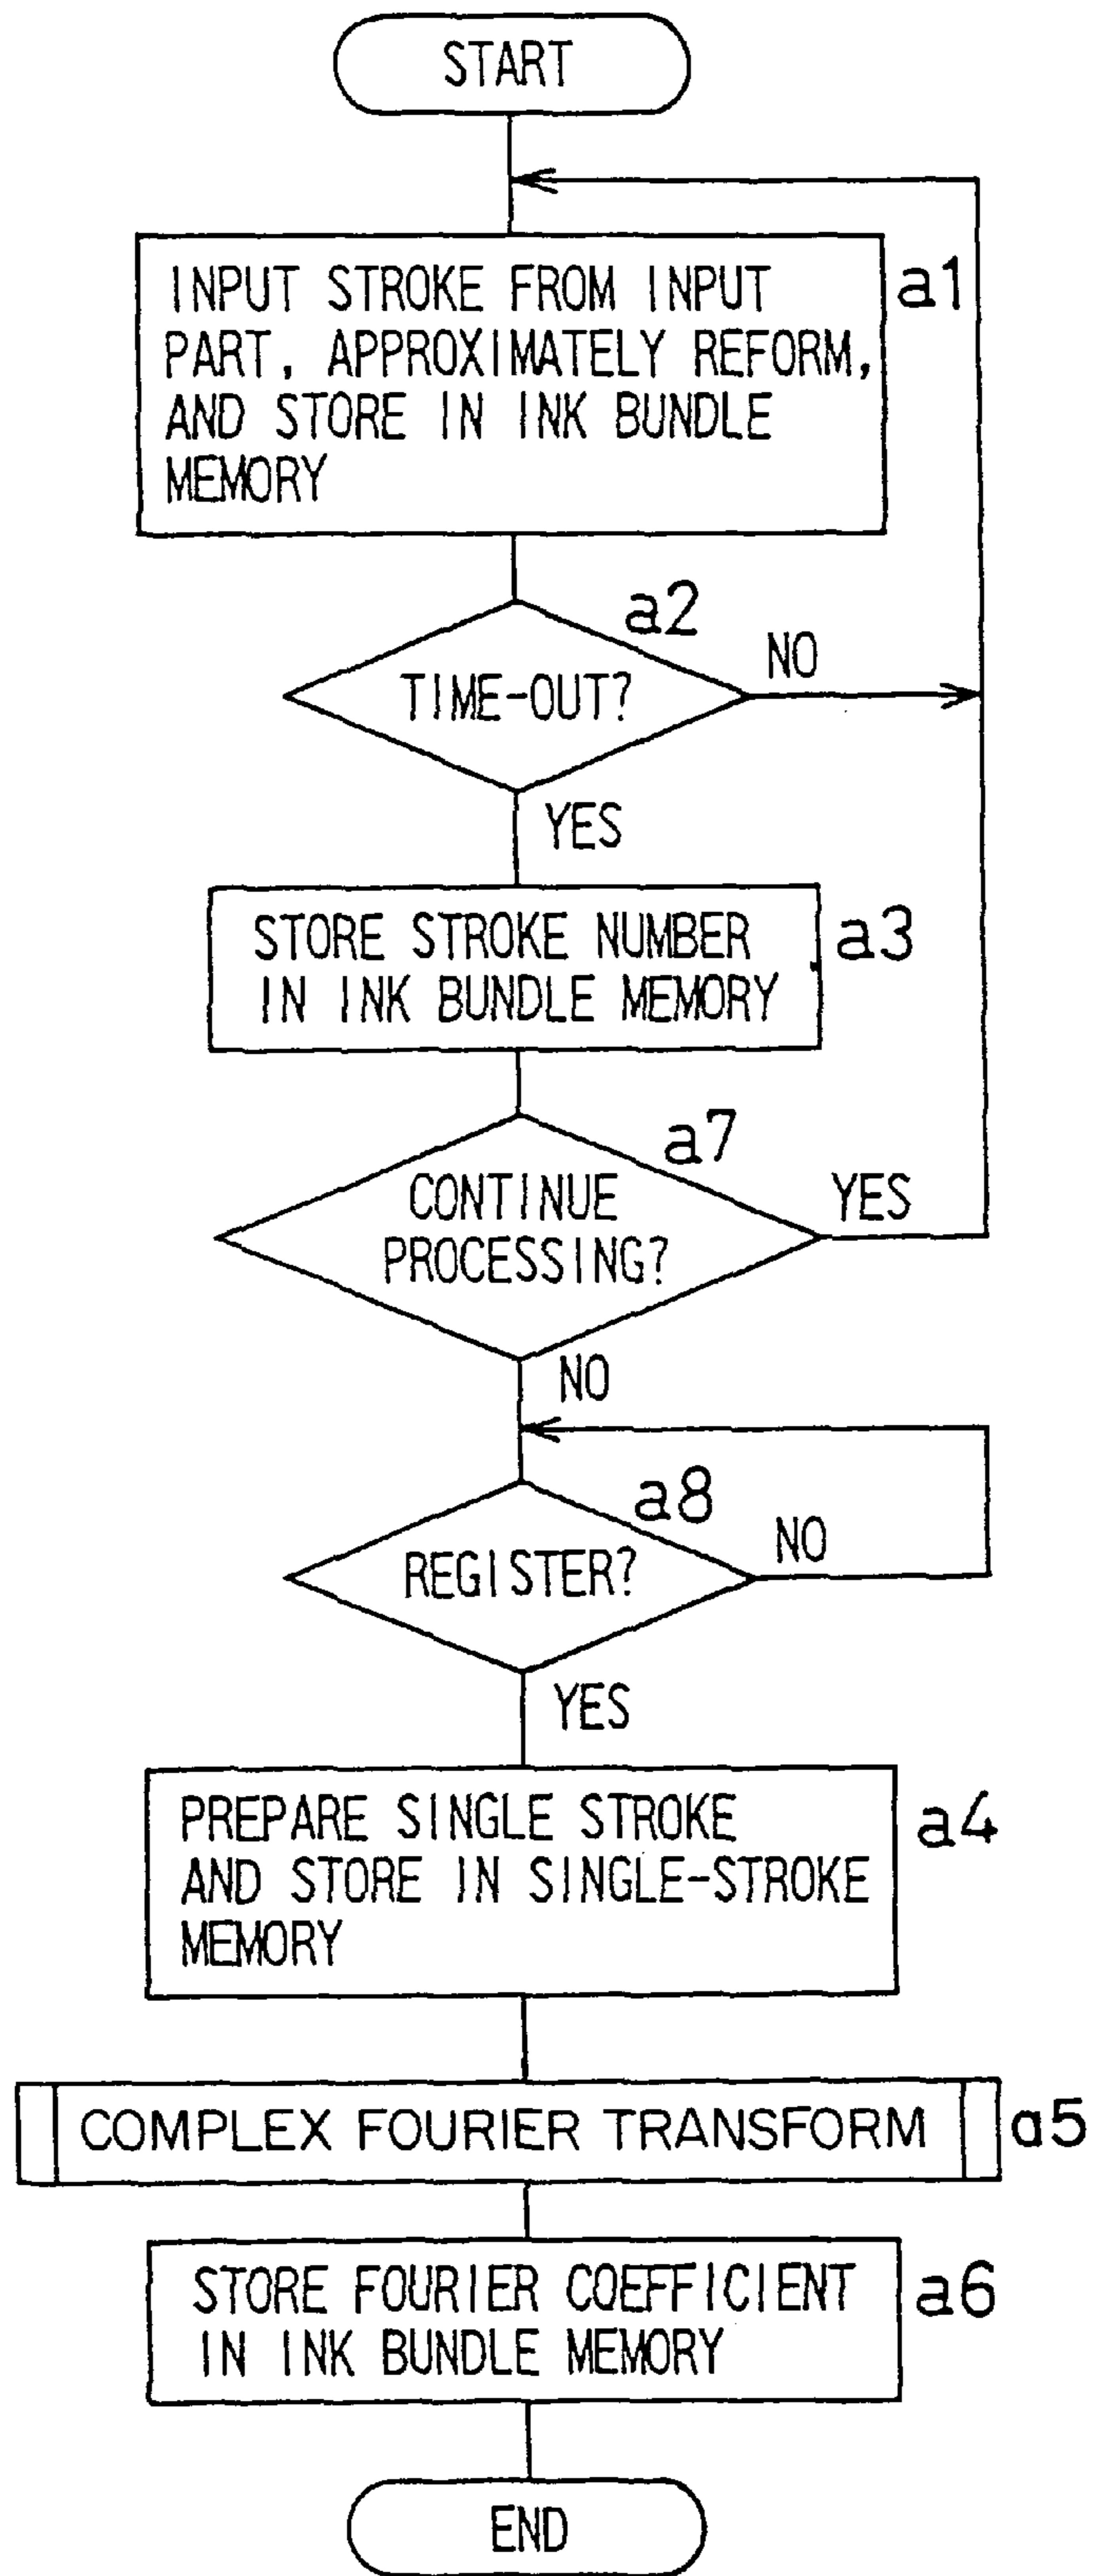 START
INPUT STROKE FROM INPUT
PART, APPROXIMATELY REFORM,
AND STORE IN INK BUNDLE
MEMORY
a1
a2
TIME-OUT?
NO
YES
STORE STROKE NUMBER
IN INK BUNDLE MEMORY
a3
a7
CONTINUE
PROCESSING?
YES
NO
a8
REGISTER?
NO
YES
PREPARE SINGLE STROKE
AND STORE IN SINGLE-STROKE
MEMORY
a4
COMPLEX FOURIER TRANSFORM
a5
STORE FOURIER COEFFICIENT
IN INK BUNDLE MEMORY
a6
END